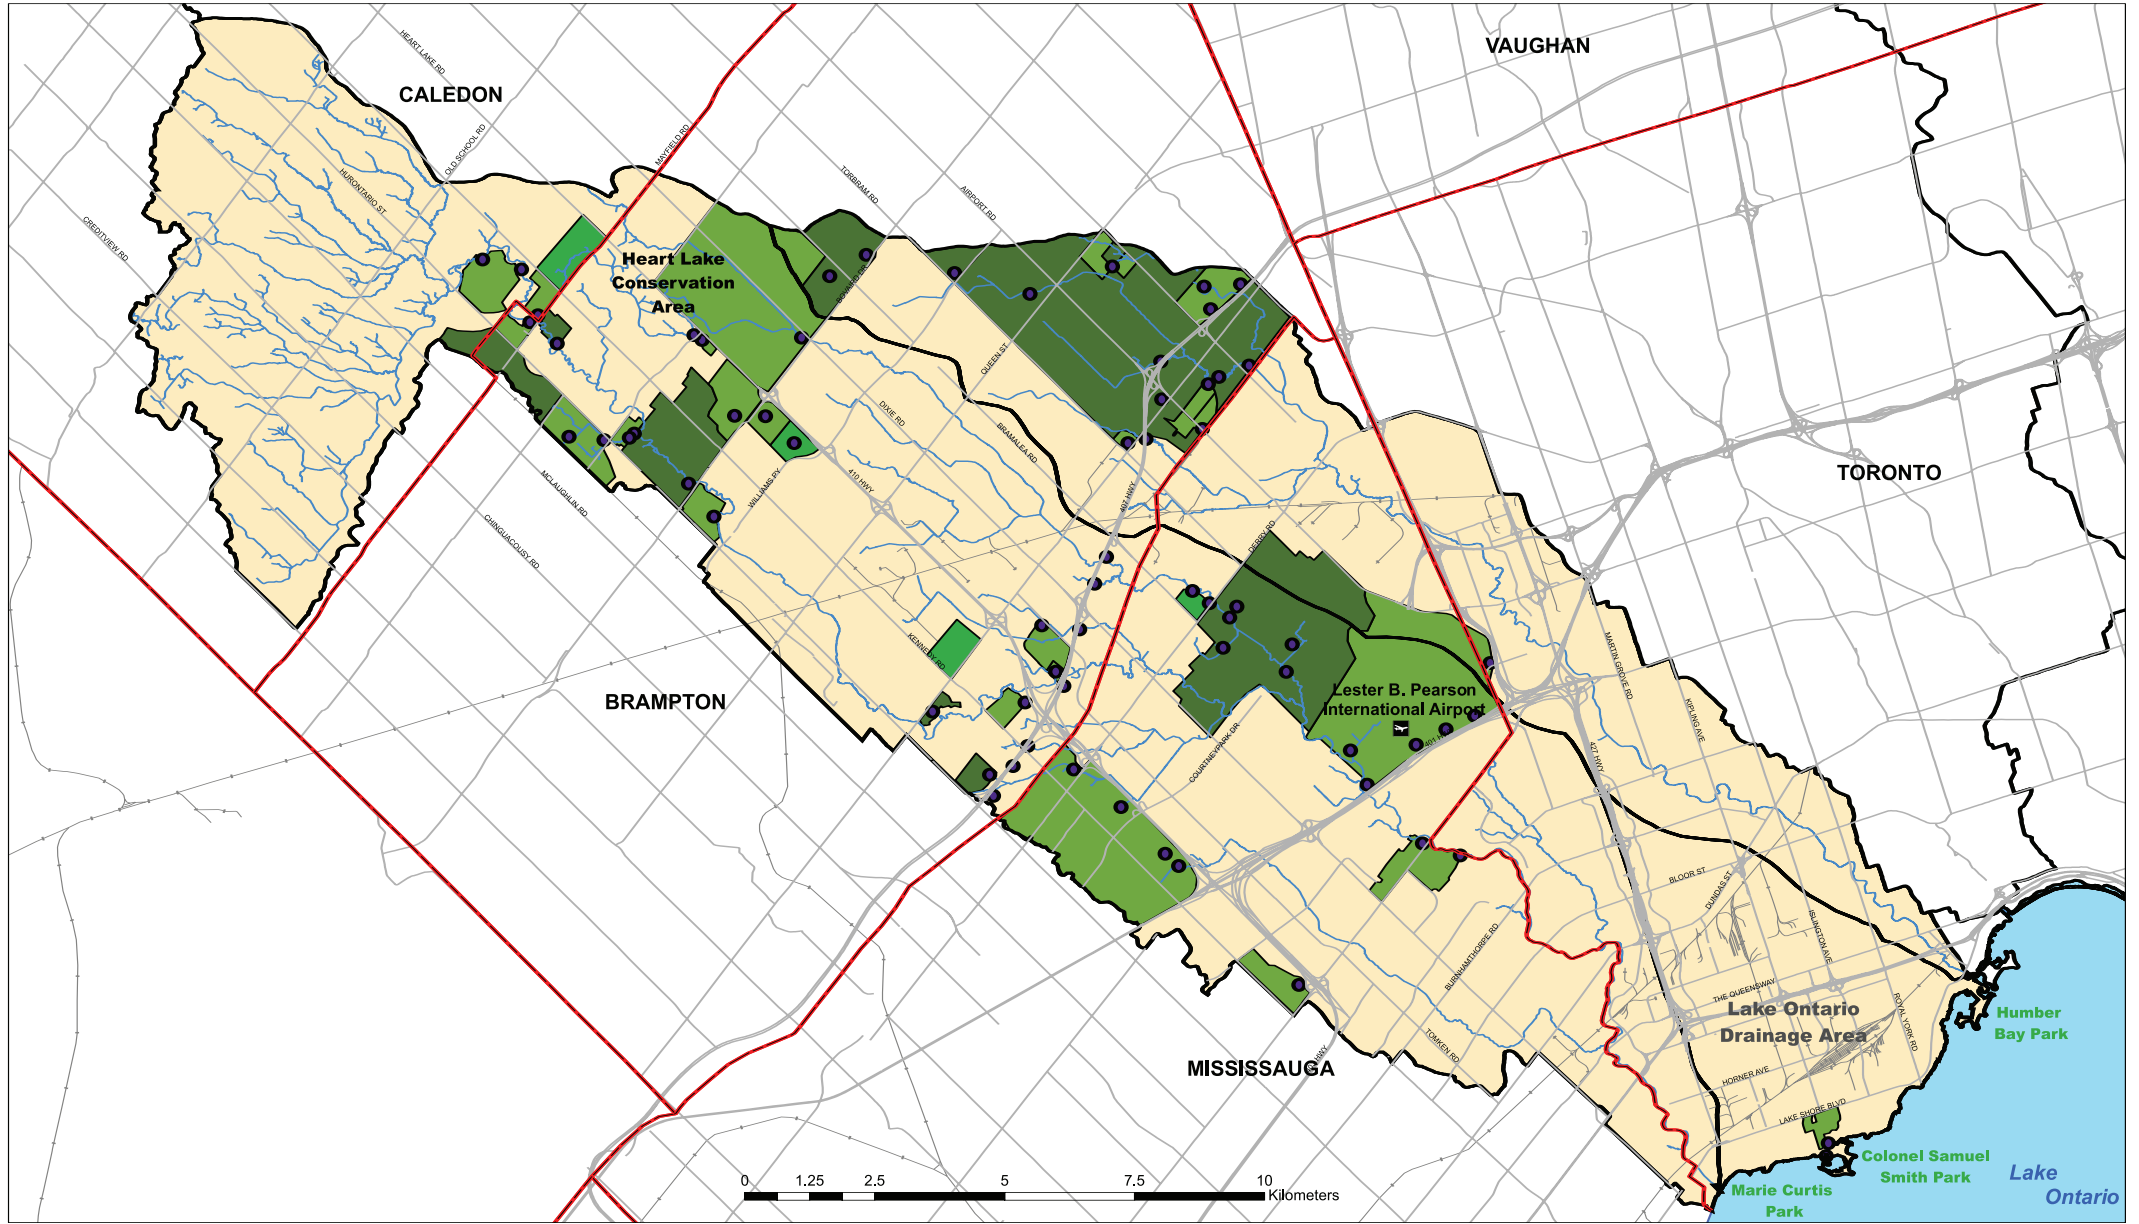 VAUGHAN
HEART LAKE RD
CALEDON
OLD SCHOOL RD
MAYFIELD RD
HURONTARIO ST
TORBRAM RD
AIRPORT RD
CREDITVIEW RD
Heart Lake
Conservation
Area
BOVAIRD DR
QUEEN ST
DIXIE RD
BRAMALEA RD
TORONTO
MCLAUGHLIN RD
WILLIAMS PY
410 HWY
407 HWY
CHINGUACOUSY RD
DERRY RD
KENNEDY RD
MARTIN GROVE RD
BRAMPTON
Lester B. Pearson
International Airport
KIPLING AVE
401 H
COURTNEYPARK DR
427 HWY
BLOOR ST
DUNDAS ST
ISLINGTON AVE
BURNHAMTHORPE RD
THE QUEENSWAY
ROYAL YORK RD
Lake Ontario
Drainage Area
Humber
Bay Park
TOMKEN RD
HWY
MISSISSAUGA
HORNER AVE
LAKE SHORE BLVD
Colonel Samuel
Smith Park
Marie Curtis
Park
Lake
Ontario
0 1.25 2.5 5 7.5 10
Kilometers